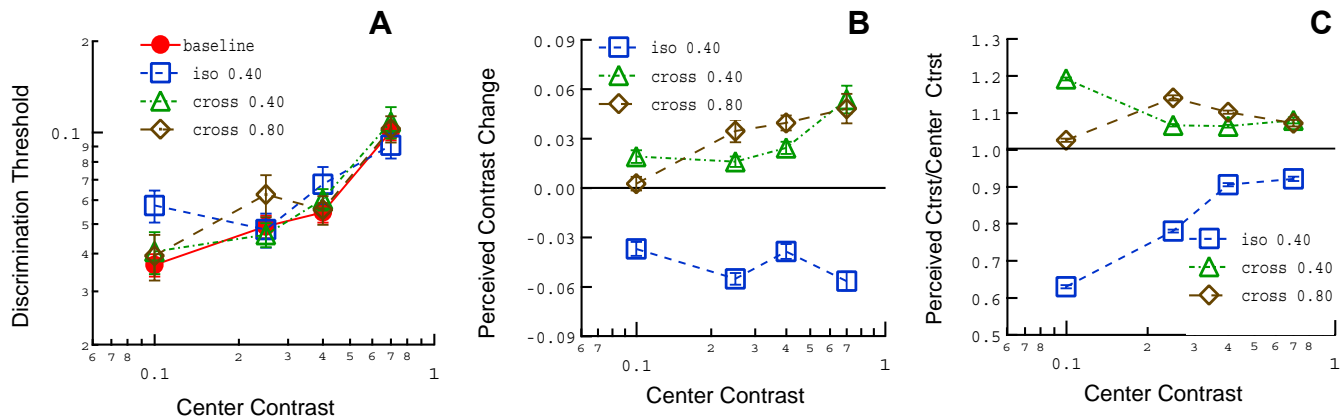 A
Discrimination Threshold
2
0.1
9
8
7
6
5
4
3
2
baseline
iso 0.40
cross 0.40
cross 0.80
6 7 8 2 3 4 5 6 7 8
0.1 1
Center Contrast
B
Perceived Contrast Change
0.09
0.06
0.03
0.00
-0.03
-0.06
-0.09
iso 0.40
cross 0.40
cross 0.80
6 7 2 3 4 5 6 7
0.1 1
Center Contrast
C
Perceived Ctrst/Center Ctrst
1.3
1.2
1.1
1.0
0.9
0.8
0.7
0.6
0.5
iso 0.40
cross 0.40
cross 0.80
6 7 8 2 3 4 5 6 7 8
0.1 1
Center Contrast